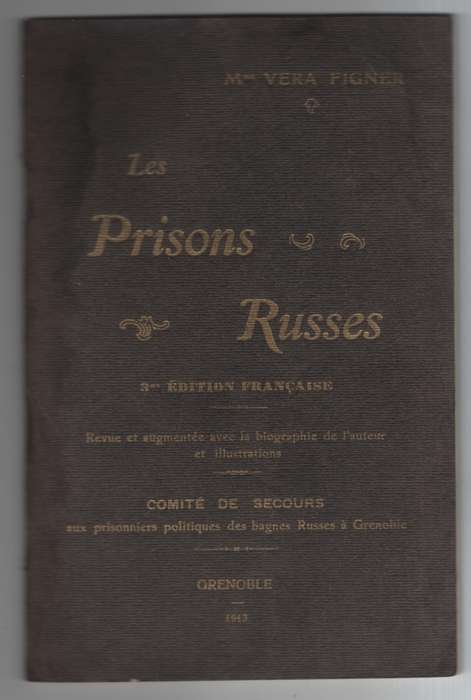 Mme VERA FIGNER
Les
Prisons
Russes
3me ÉDITION FRANÇAISE
Revue et augmentée avec la biographie de l'auteur
et illustrations
COMITÉ DE SECOURS
aux prisonniers politiques des bagnes Russes à Grenoble
GRENOBLE
1913